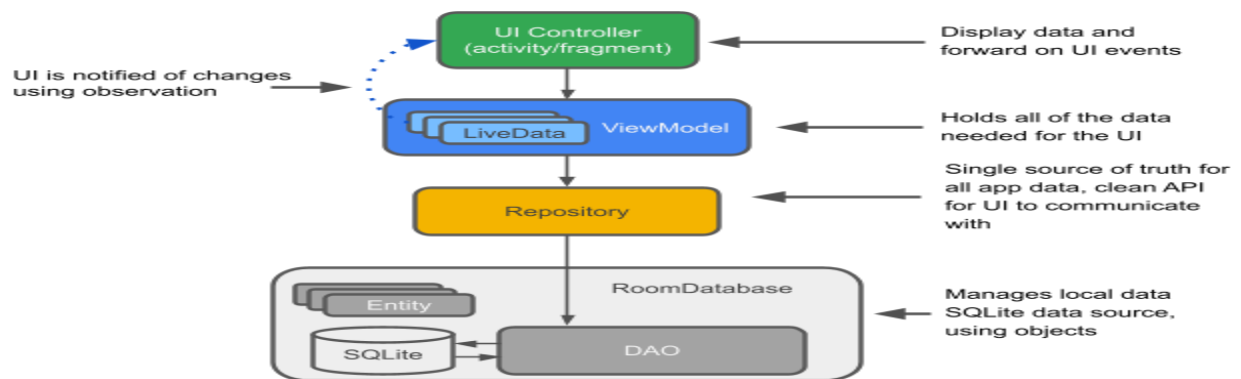 UI Controller
(activity/fragment)
Display data and
forward on UI events
UI is notified of changes
using observation
LiveData
ViewModel
Holds all of the data
needed for the UI
Single source of truth for
all app data, clean API
for UI to communicate
with
Repository
RoomDatabase
Entity
Manages local data
SQLite data source,
using objects
SQLite
DAO